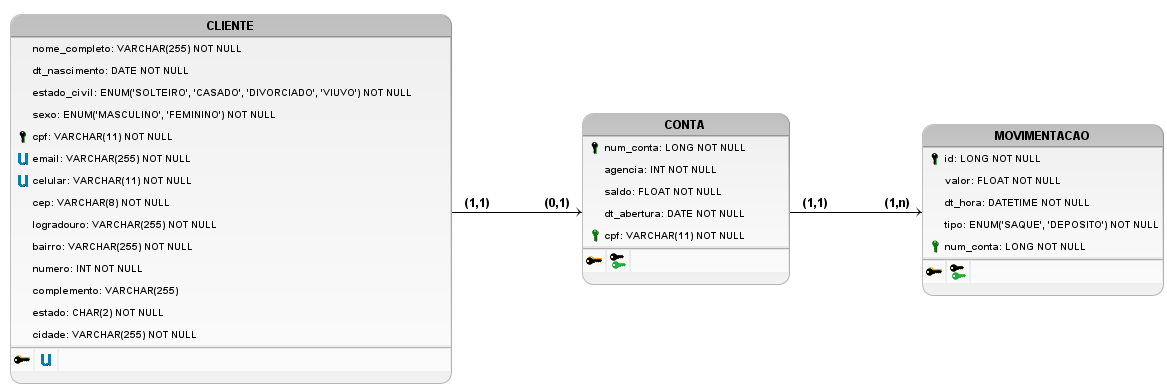 CLIENTE
nome_completo: VARCHAR(255) NOT NULL
dt_nascimento: DATE NOT NULL
estado_civil: ENUM('SOLTEIRO', 'CASADO', 'DIVORCIADO', 'VIUVO') NOT NULL
sexo: ENUM('MASCULINO', 'FEMININO') NOT NULL
cpf: VARCHAR(11) NOT NULL
U email: VARCHAR(255) NOT NULL
U celular: VARCHAR(11) NOT NULL
cep: VARCHAR(8) NOT NULL
logradouro: VARCHAR(255) NOT NULL
bairro: VARCHAR(255) NOT NULL
numero: INT NOT NULL
complemento: VARCHAR(255)
estado: CHAR(2) NOT NULL
cidade: VARCHAR(255) NOT NULL
U
(1,1)
(0,1)
CONTA
num_conta: LONG NOT NULL
agencia: INT NOT NULL
saldo: FLOAT NOT NULL
dt_abertura: DATE NOT NULL
cpf: VARCHAR(11) NOT NULL
(1,1)
(1,n)
MOVIMENTACAO
id: LONG NOT NULL
valor: FLOAT NOT NULL
dt_hora: DATETIME NOT NULL
tipo: ENUM('SAQUE', 'DEPOSITO') NOT NULL
num_conta: LONG NOT NULL